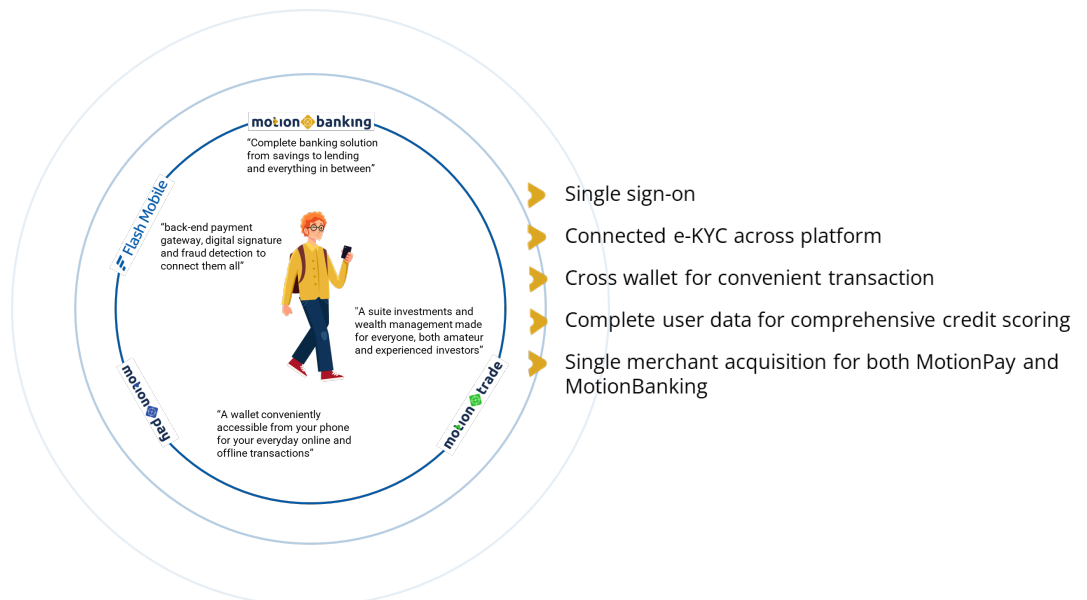 motion banking
“Complete banking solution
from savings to lending
and everything in between”
Flash Mobile
“back-end payment
gateway, digital signature
and fraud detection to
connect them all”
"A suite investments and
wealth management made
for everyone, both amateur
and experienced investors”
motion trade
motion pay
“A wallet conveniently
accessible from your phone
for your everyday online and
offline transactions”
Single sign-on
Connected e-KYC across platform
Cross wallet for convenient transaction
Complete user data for comprehensive credit scoring
Single merchant acquisition for both MotionPay and
MotionBanking